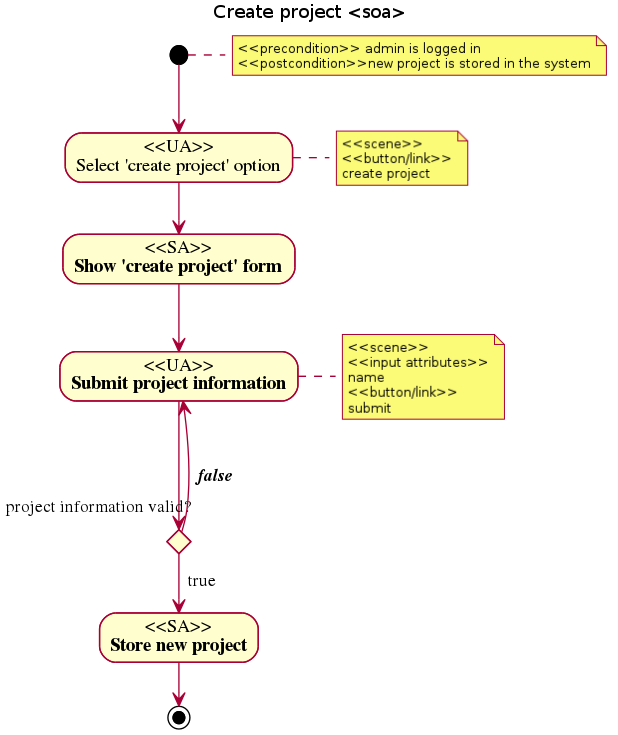 Create project <soa>
<<precondition>> admin is logged in
<<postcondition>>new project is stored in the system
<<UA>>
Select 'create project' option
<<scene>>
<<button/link>>
create project
<<SA>>
Show 'create project' form
<<UA>>
Submit project information
<<scene>>
<<input attributes>>
name
<<button/link>>
submit
false
project information valid?
true
<<SA>>
Store new project